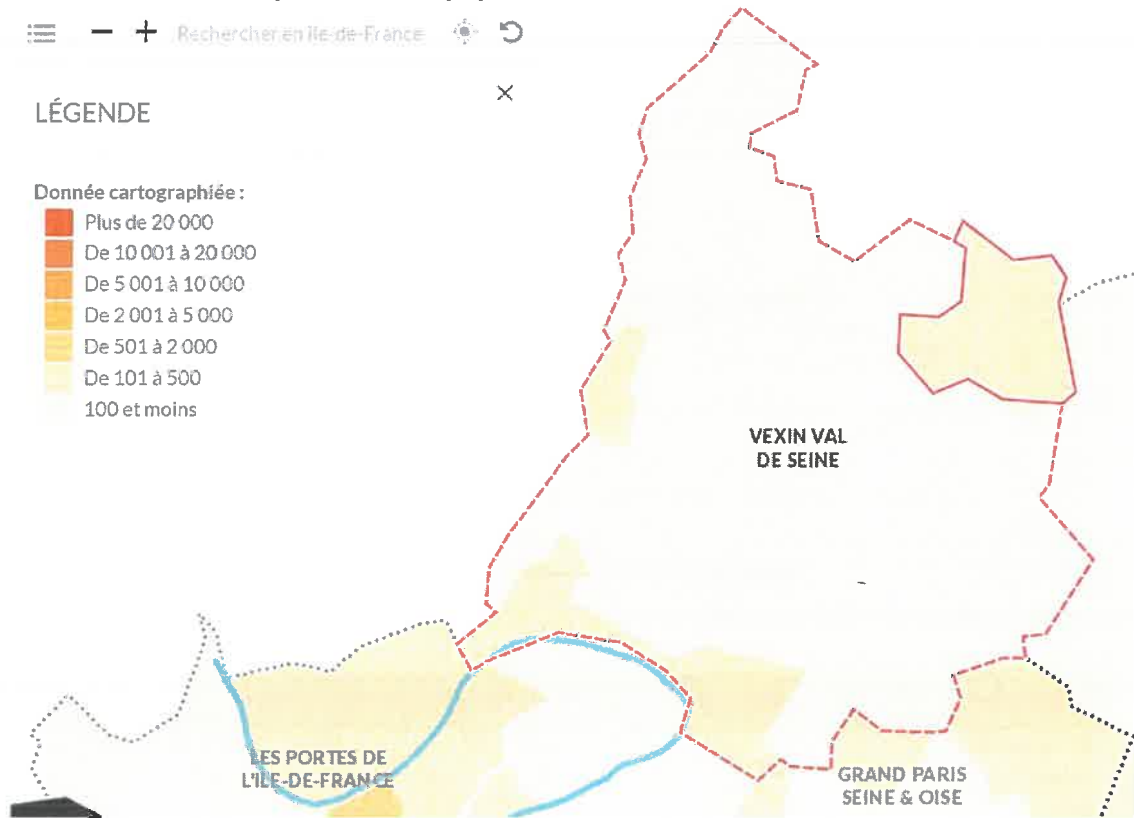 Rechercher en Ile-de-France
LÉGENDE
Donnée cartographiée :
Plus de 20 000
De 10 001 à 20 000
De 5 001 à 10 000
De 2 001 à 5 000
De 501 à 2 000
De 101 à 500
100 et moins
VEXIN VAL
DE SEINE
LES PORTES DE
L'ILE-DE-FRANCE
GRAND PARIS
SEINE & OISE